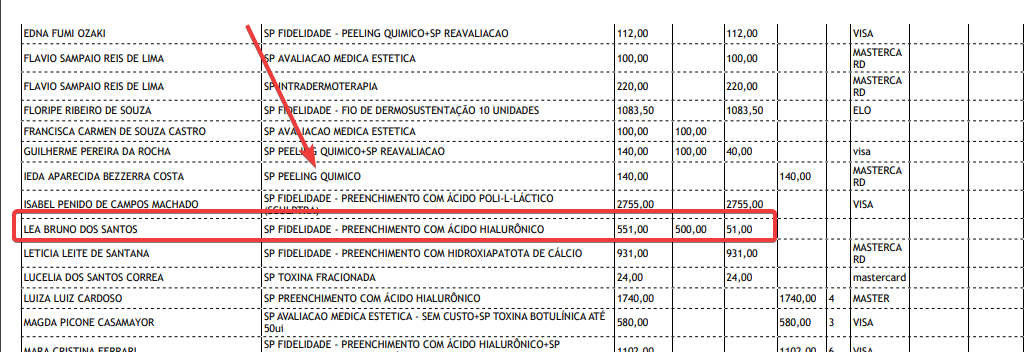 EDNA FUMI OZAKI SP FIDELIDADE - PEELING QUIMICO+SP REAVALIACAO 112,00 112,00 VISA
FLAVIO SAMPAIO REIS DE LIMA SP AVALIACAO MEDICA ESTETICA 100,00 100,00 MASTERCA
RD
FLAVIO SAMPAIO REIS DE LIMA SP INTRADERMOTERAPIA 220,00 220,00 MASTERCA
RD
FLORIPE RIBEIRO DE SOUZA SP FIDELIDADE - FIO DE DERMOSUSTENTAÇÃO 10 UNIDADES 1083,50 1083,50 ELO
FRANCISCA CARMEN DE SOUZA CASTRO SP AVALIACAO MEDICA ESTETICA 100,00 100,00
GUILHERME PEREIRA DA ROCHA SP PEELING QUIMICO+SP REAVALIACAO 140,00 100,00 40,00 visa
IEDA APARECIDA BEZZERRA COSTA SP PEELING QUIMICO 140,00 140,00 MASTERCA
RD
ISABEL PENIDO DE CAMPOS MACHADO SP FIDELIDADE - PREENCHIMENTO COM ÁCIDO POLI-L-LÁCTICO 2755,00 2755,00 VISA
(SCULPTRA)
LEA BRUNO DOS SANTOS SP FIDELIDADE - PREENCHIMENTO COM ÁCIDO HIALURÔNICO 551,00 500,00 51,00
LETICIA LEITE DE SANTANA SP FIDELIDADE - PREENCHIMENTO COM HIDROXIAPATOTA DE CÁLCIO 931,00 931,00 MASTERCA
RD
LUCELIA DOS SANTOS CORREA SP TOXINA FRACIONADA 24,00 24,00 mastercard
LUIZA LUIZ CARDOSO SP PREENCHIMENTO COM ÁCIDO HIALURÔNICO 1740,00 1740,00 4 MASTER
MAGDA PICONE CASAMAYOR SP AVALIACAO MEDICA ESTETICA - SEM CUSTO+SP TOXINA BOTULÍNICA ATÉ 580,00 580,00 3 VISA
50ui
MARA CRISTINA FERRARI SP FIDELIDADE - PREENCHIMENTO COM ÁCIDO HIALURÔNICO+SP 1102,00 1102,00 6 VISA